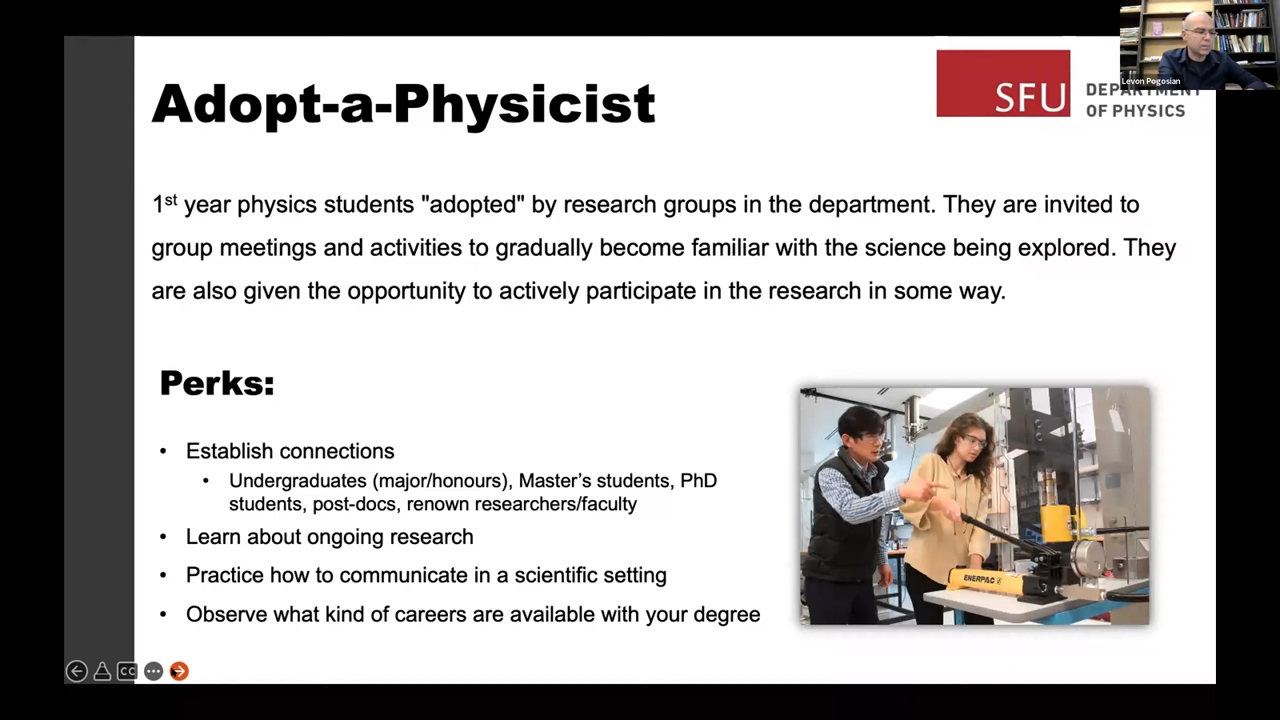 Levon Pogosian
Adopt-a-Physicist
SFU
DEPARTMENT
OF PHYSICS
1st year physics students "adopted" by research groups in the department. They are invited to
group meetings and activities to gradually become familiar with the science being explored. They
are also given the opportunity to actively participate in the research in some way.
Perks:
• Establish connections
• Undergraduates (major/honours), Master's students, PhD
students, post-docs, renown researchers/faculty
• Learn about ongoing research
• Practice how to communicate in a scientific setting
• Observe what kind of careers are available with your degree
ENERPAC
CC